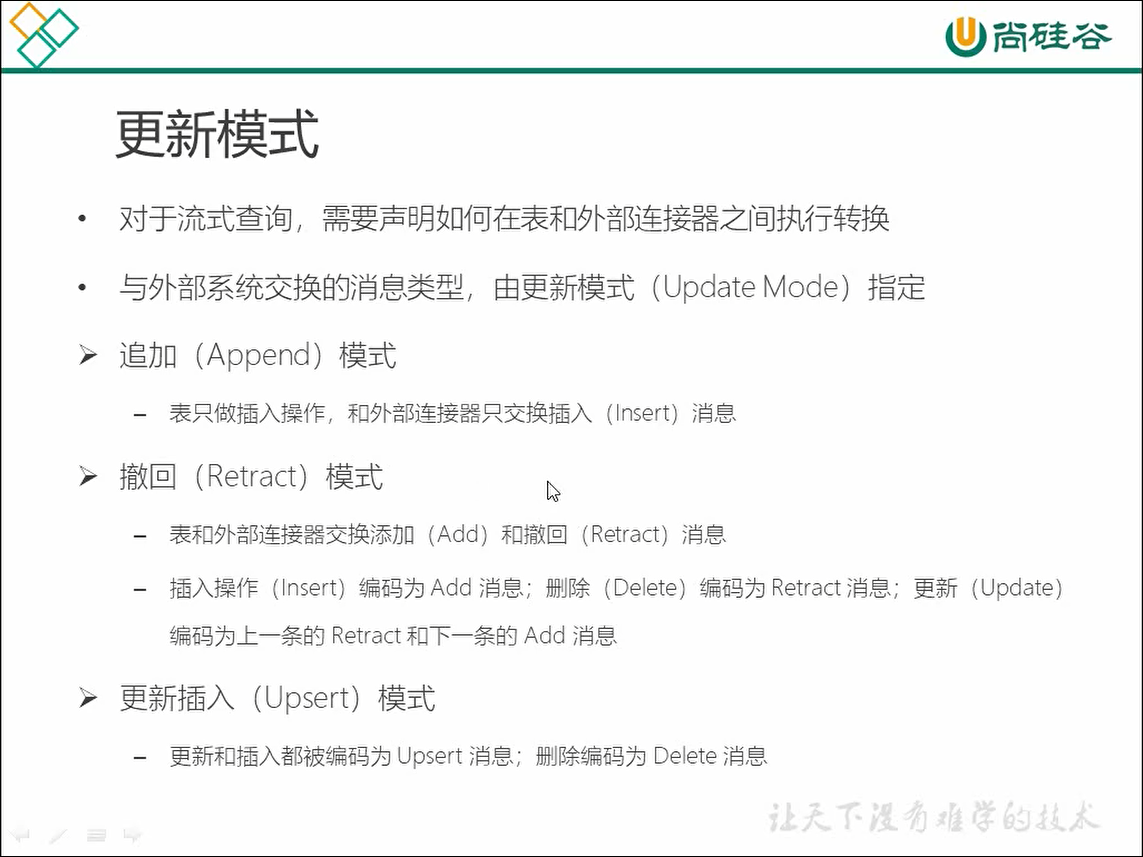 尚硅谷
更新模式
• 对于流式查询，需要声明如何在表和外部连接器之间执行转换
• 与外部系统交换的消息类型，由更新模式（Update Mode）指定
➢ 追加（Append）模式
– 表只做插入操作，和外部连接器只交换插入（Insert）消息
➢ 撤回（Retract）模式
– 表和外部连接器交换添加（Add）和撤回（Retract）消息
– 插入操作（Insert）编码为 Add 消息；删除（Delete）编码为 Retract 消息；更新（Update）
编码为上一条的 Retract 和下一条的 Add 消息
➢ 更新插入（Upsert）模式
– 更新和插入都被编码为 Upsert 消息；删除编码为 Delete 消息
让天下没有难学的技术